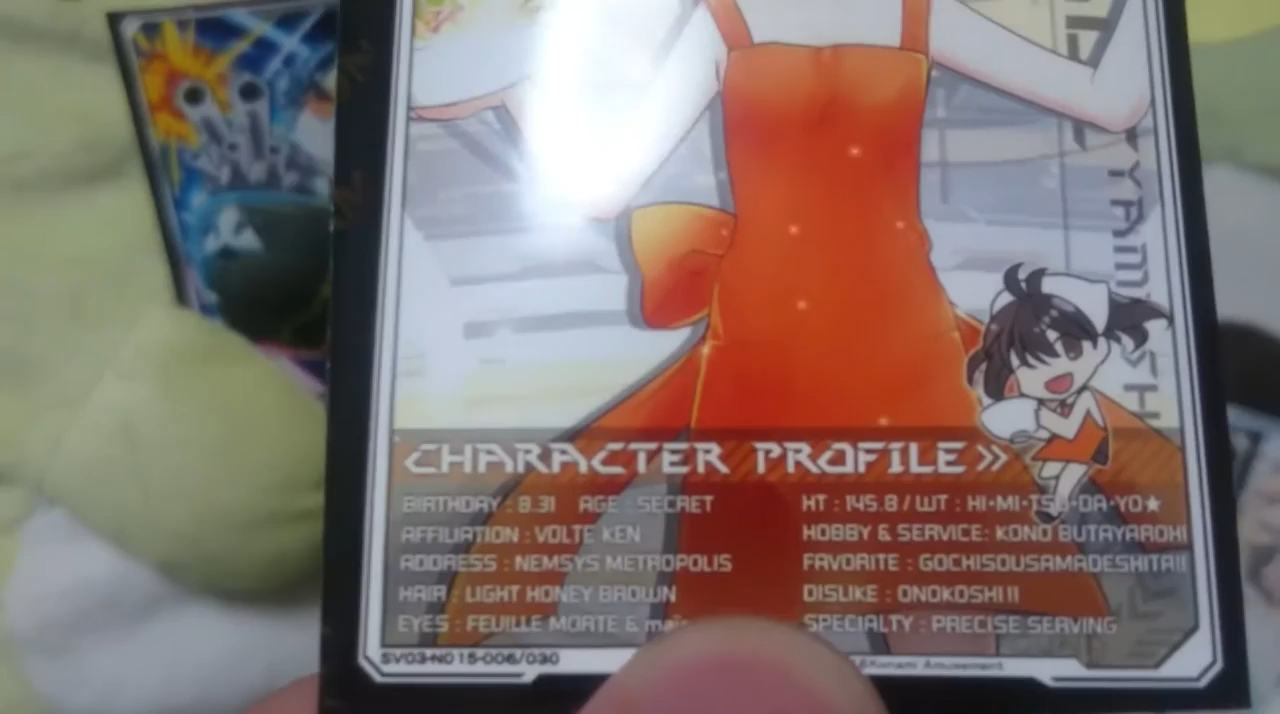 CHARACTER PROFILE»
BIRTHDAY : 8.31 AGE : SECRET
AFFILIATION : VOLTE KEN
ADDRESS : NEMSYS METROPOLIS
HAIR : LIGHT HONEY BROWN
EYES : FEUILLE MORTE &
HT : 145.8 / WT : HI•MI•TSU•DA•YO★
HOBBY & SERVICE: KONO BUTAYAROH!
FAVORITE : GOCHISOUSAMADESHITA!!
DISLIKE : ONOKOSHI!!
SPECIALTY : PRECISE SERVING
SV03-N015-006/030
Konami Amusement